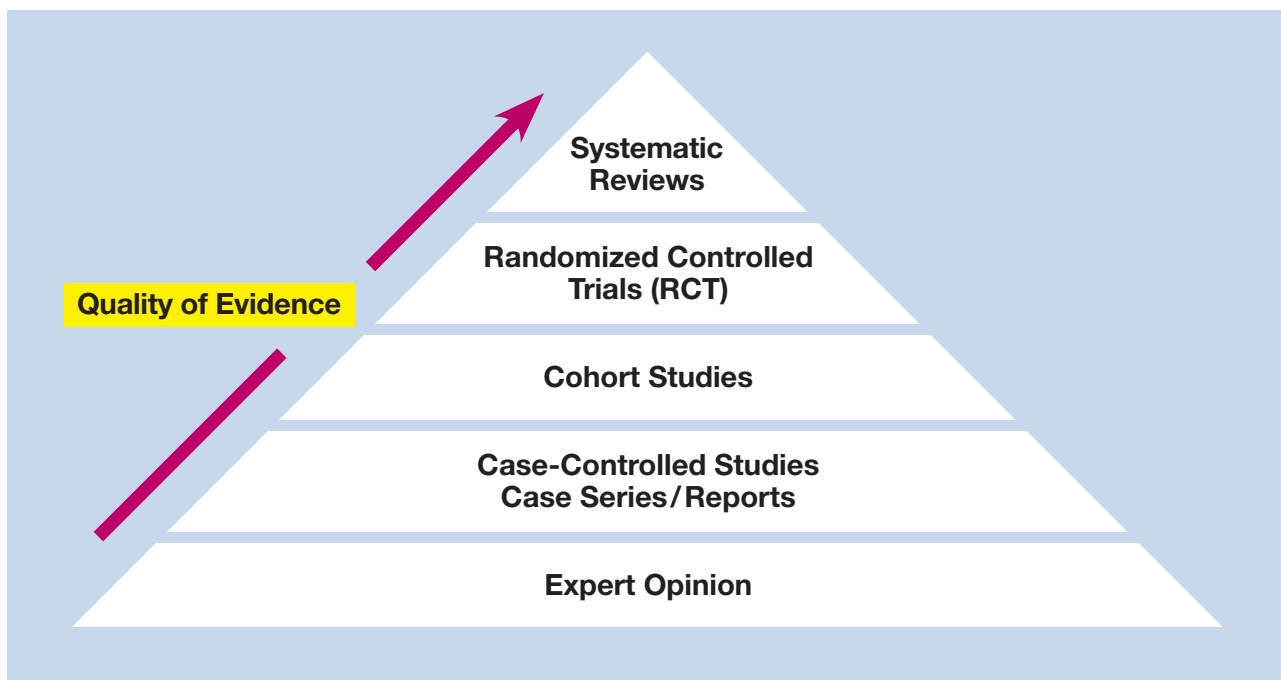 Systematic
Reviews
Randomized Controlled
Trials (RCT)
Quality of Evidence
Cohort Studies
Case-Controlled Studies
Case Series/Reports
Expert Opinion